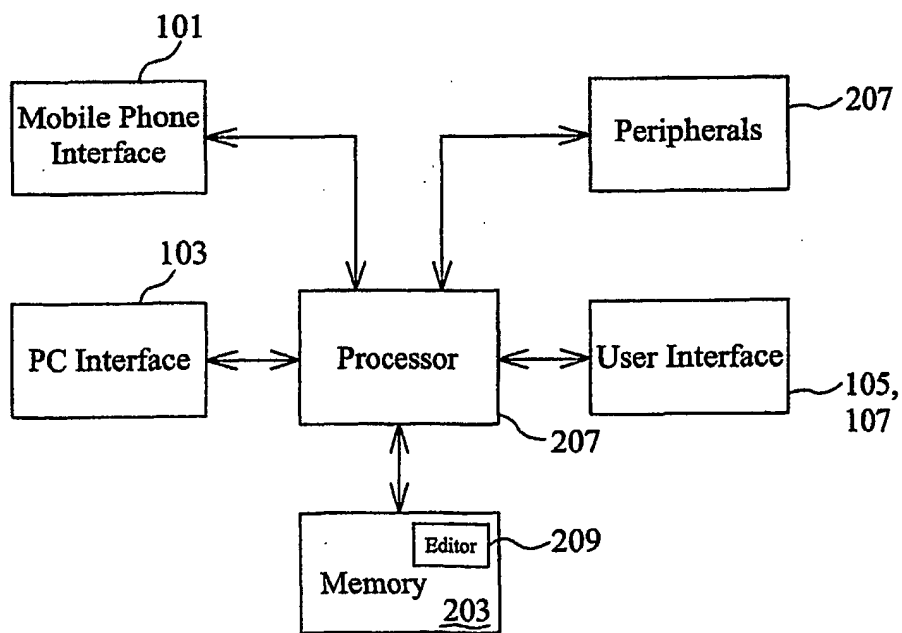 101
Mobile Phone
Interface
Peripherals
207
103
PC Interface
Processor
User Interface
105,
107
207
Editor
209
Memory
203